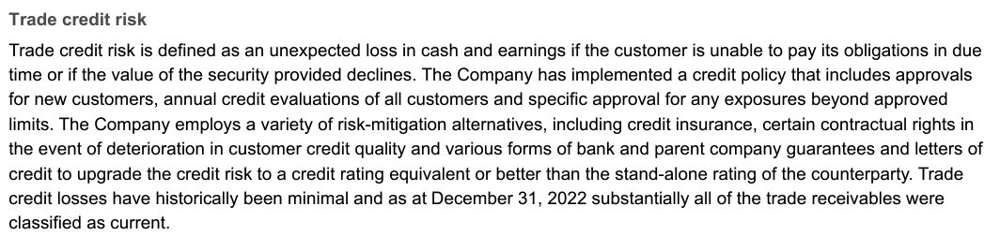 Trade credit risk
Trade credit risk is defined as an unexpected loss in cash and earnings if the customer is unable to pay its obligations in due
time or if the value of the security provided declines. The Company has implemented a credit policy that includes approvals
for new customers, annual credit evaluations of all customers and specific approval for any exposures beyond approved
limits. The Company employs a variety of risk-mitigation alternatives, including credit insurance, certain contractual rights in
the event of deterioration in customer credit quality and various forms of bank and parent company guarantees and letters of
credit to upgrade the credit risk to a credit rating equivalent or better than the stand-alone rating of the counterparty. Trade
credit losses have historically been minimal and as at December 31, 2022 substantially all of the trade receivables were
classified as current.